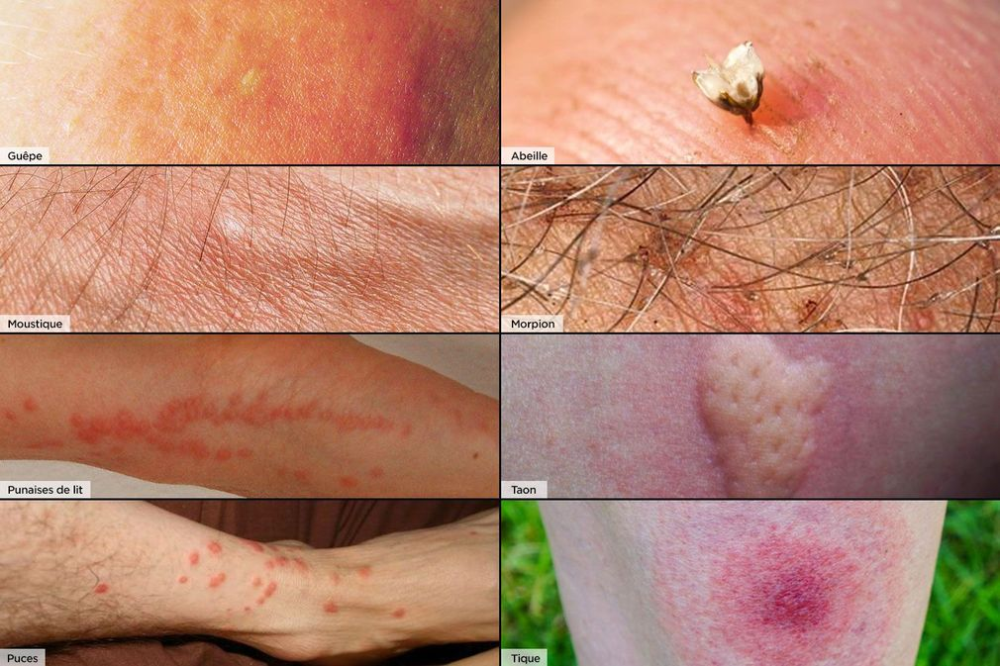 Guêpe
Abeille
Moustique
Morpion
Punaises de lit
Taon
Puces
Tique